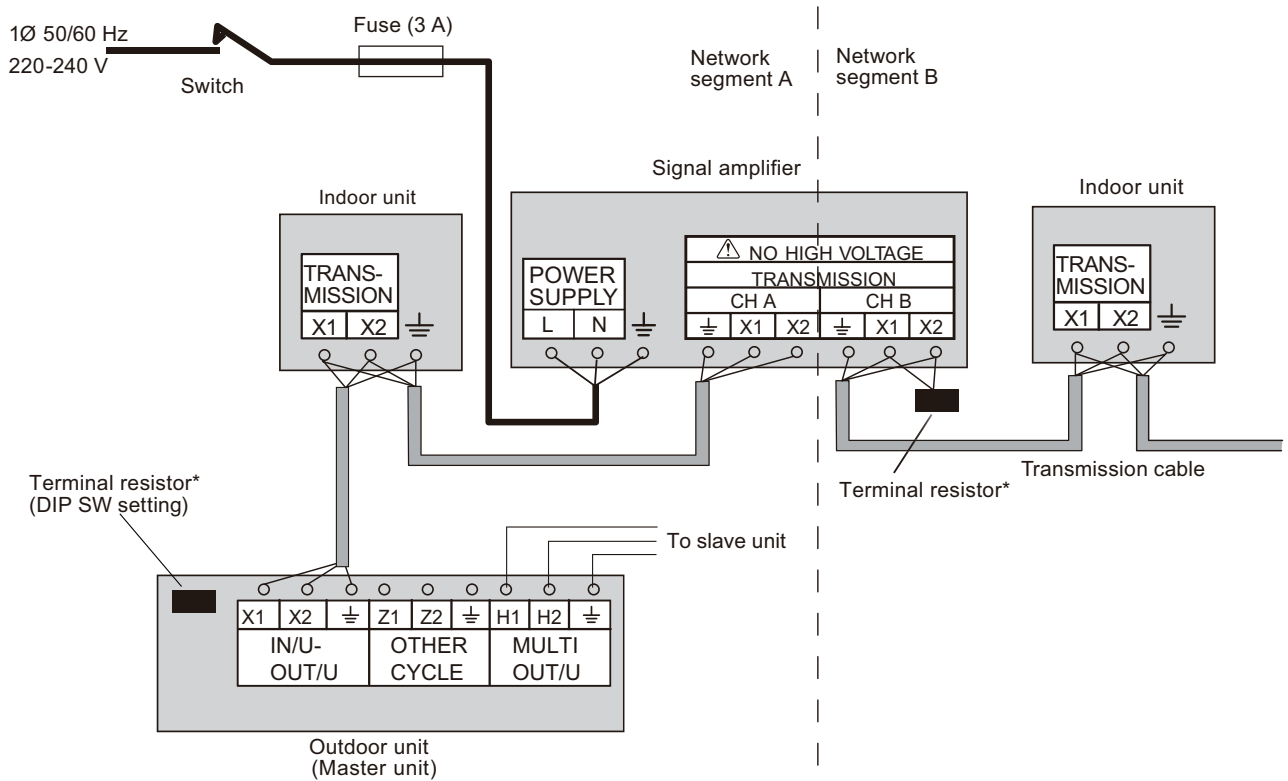 1Ø 50/60 Hz
220-240 V
Switch
Fuse (3 A)
Network
segment A
Network
segment B
Signal amplifier
Indoor unit
TRANS-
MISSION
X1 X2
POWER
SUPPLY
L N
⚠ NO HIGH VOLTAGE
TRANSMISSION
CH A CH B
X1 X2 X1 X2
Indoor unit
TRANS-
MISSION
X1 X2
Terminal resistor*
(DIP SW setting)
Terminal resistor*
Transmission cable
To slave unit
X1 X2 Z1 Z2 H1 H2
IN/U-
OUT/U
OTHER
CYCLE
MULTI
OUT/U
Outdoor unit
(Master unit)